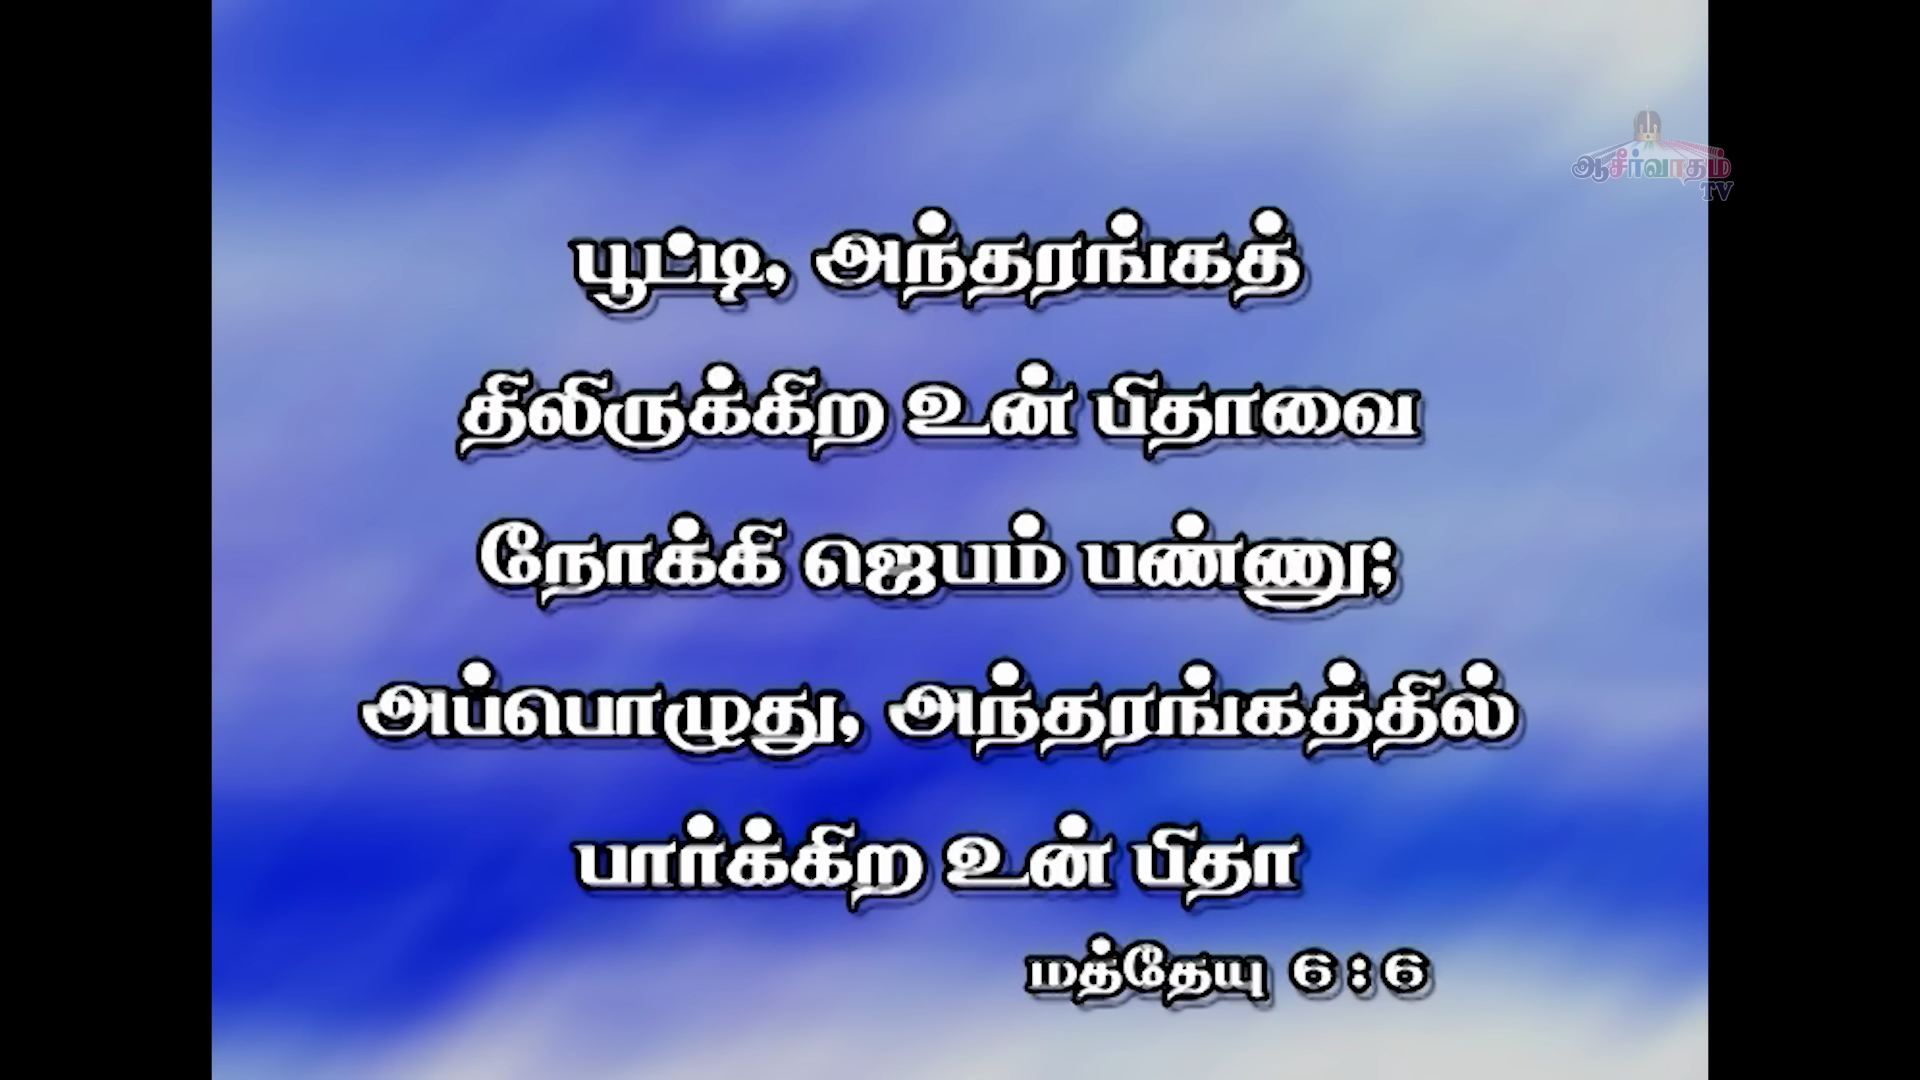 ஆசீர்வாதம்
TV
பூட்டி, அந்தரங்கத்
திலிருக்கிற உன் பிதாவை
நோக்கி ஜெபம் பண்ணு;
அப்பொழுது, அந்தரங்கத்தில்
பார்க்கிற உன் பிதா
மத்தேயு 6:6